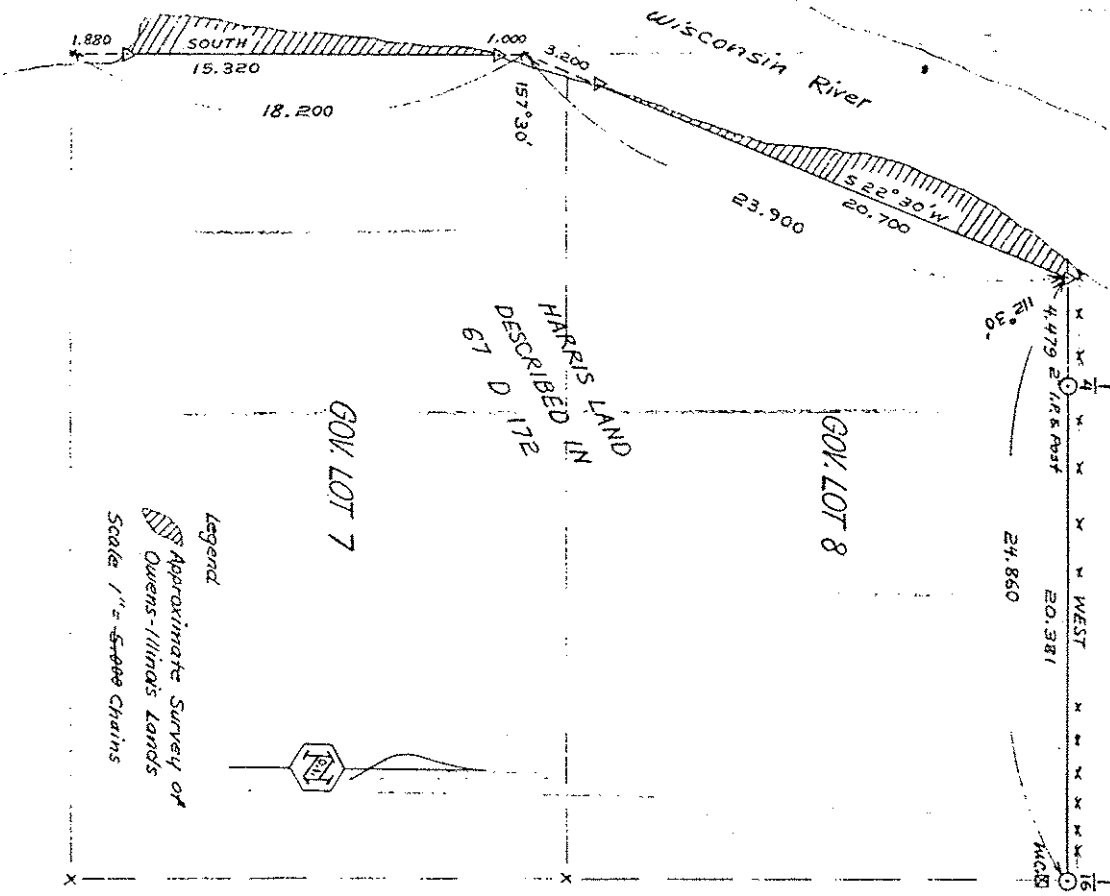 Wisconsin River
1.880
SOUTH
15.320
1.000
3.200
18.200
157°30'
S 22°30'W
20.700
23.900
112°30'
4.479
2" I.P. & Post
1
4
WEST
20.381
24.860
1
16
HARRIS LAND
DESCRIBED IN
67 D 172
GOV. LOT 8
GOV. LOT 7
Legend
Approximate Survey of
Owens-Illinois Lands
Scale 1" = 5.000 Chains